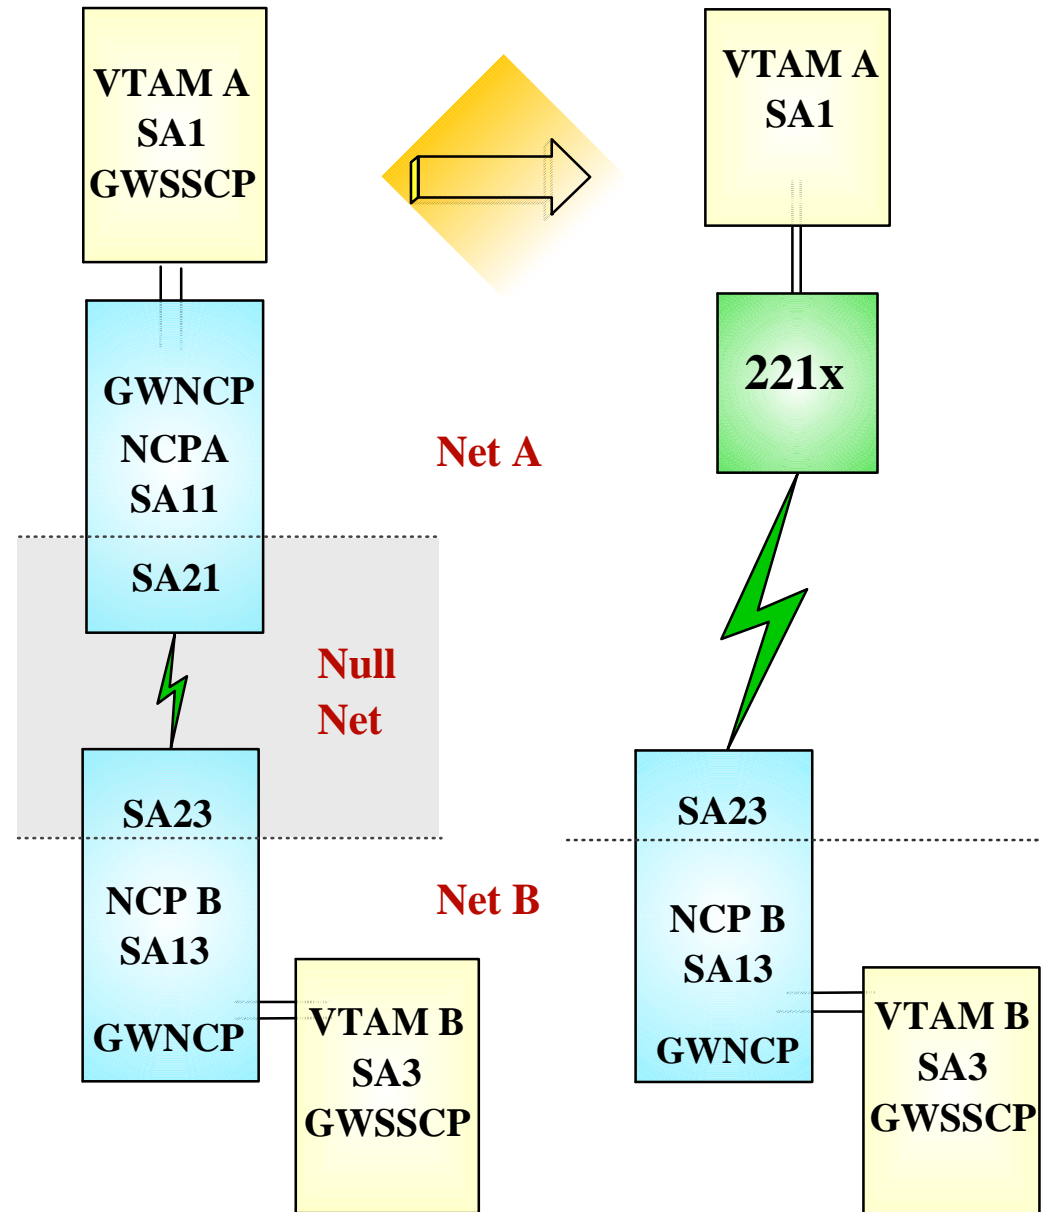 VTAM A
SA1
GWSSCP
GWNCP
NCPA
SA11
SA21
Net A
Null
Net
SA23
NCP B
SA13
GWNCP
Net B
VTAM B
SA3
GWSSCP
VTAM A
SA1
221x
SA23
NCP B
SA13
GWNCP
VTAM B
SA3
GWSSCP